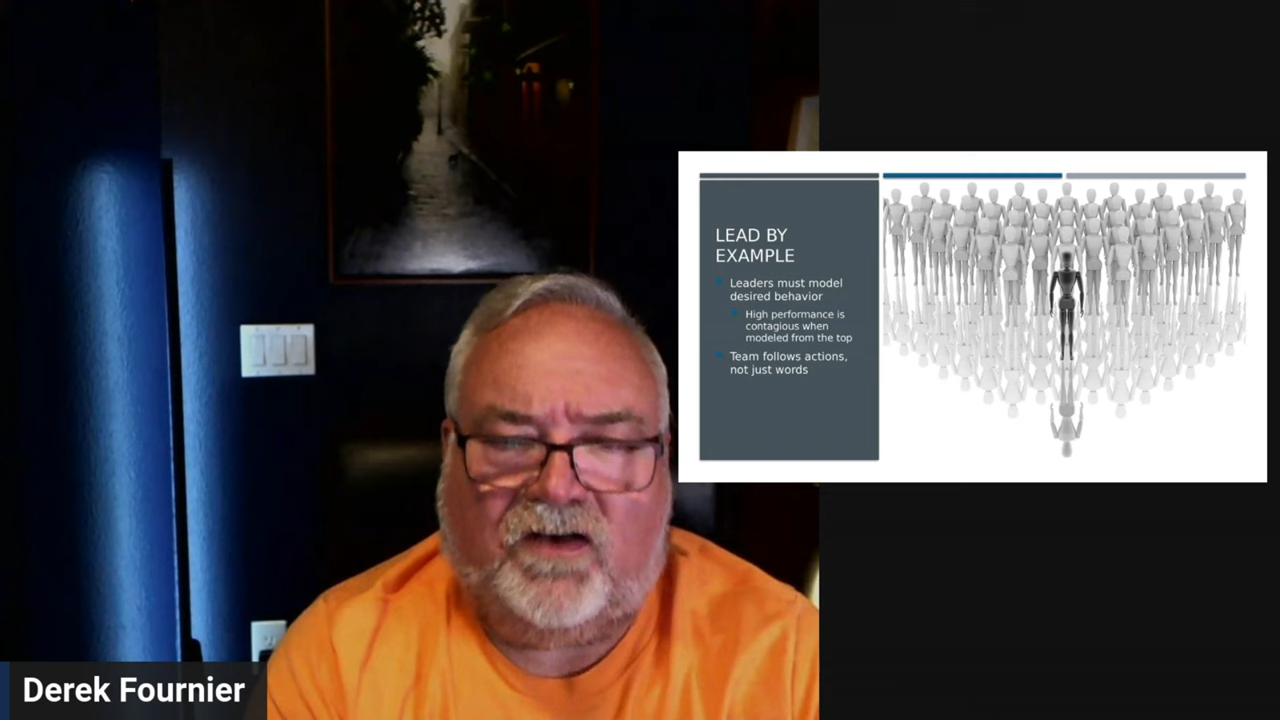 LEAD BY
EXAMPLE
Leaders must model
desired behavior
High performance is
contagious when
modeled from the top
Team follows actions,
not just words
Derek Fournier